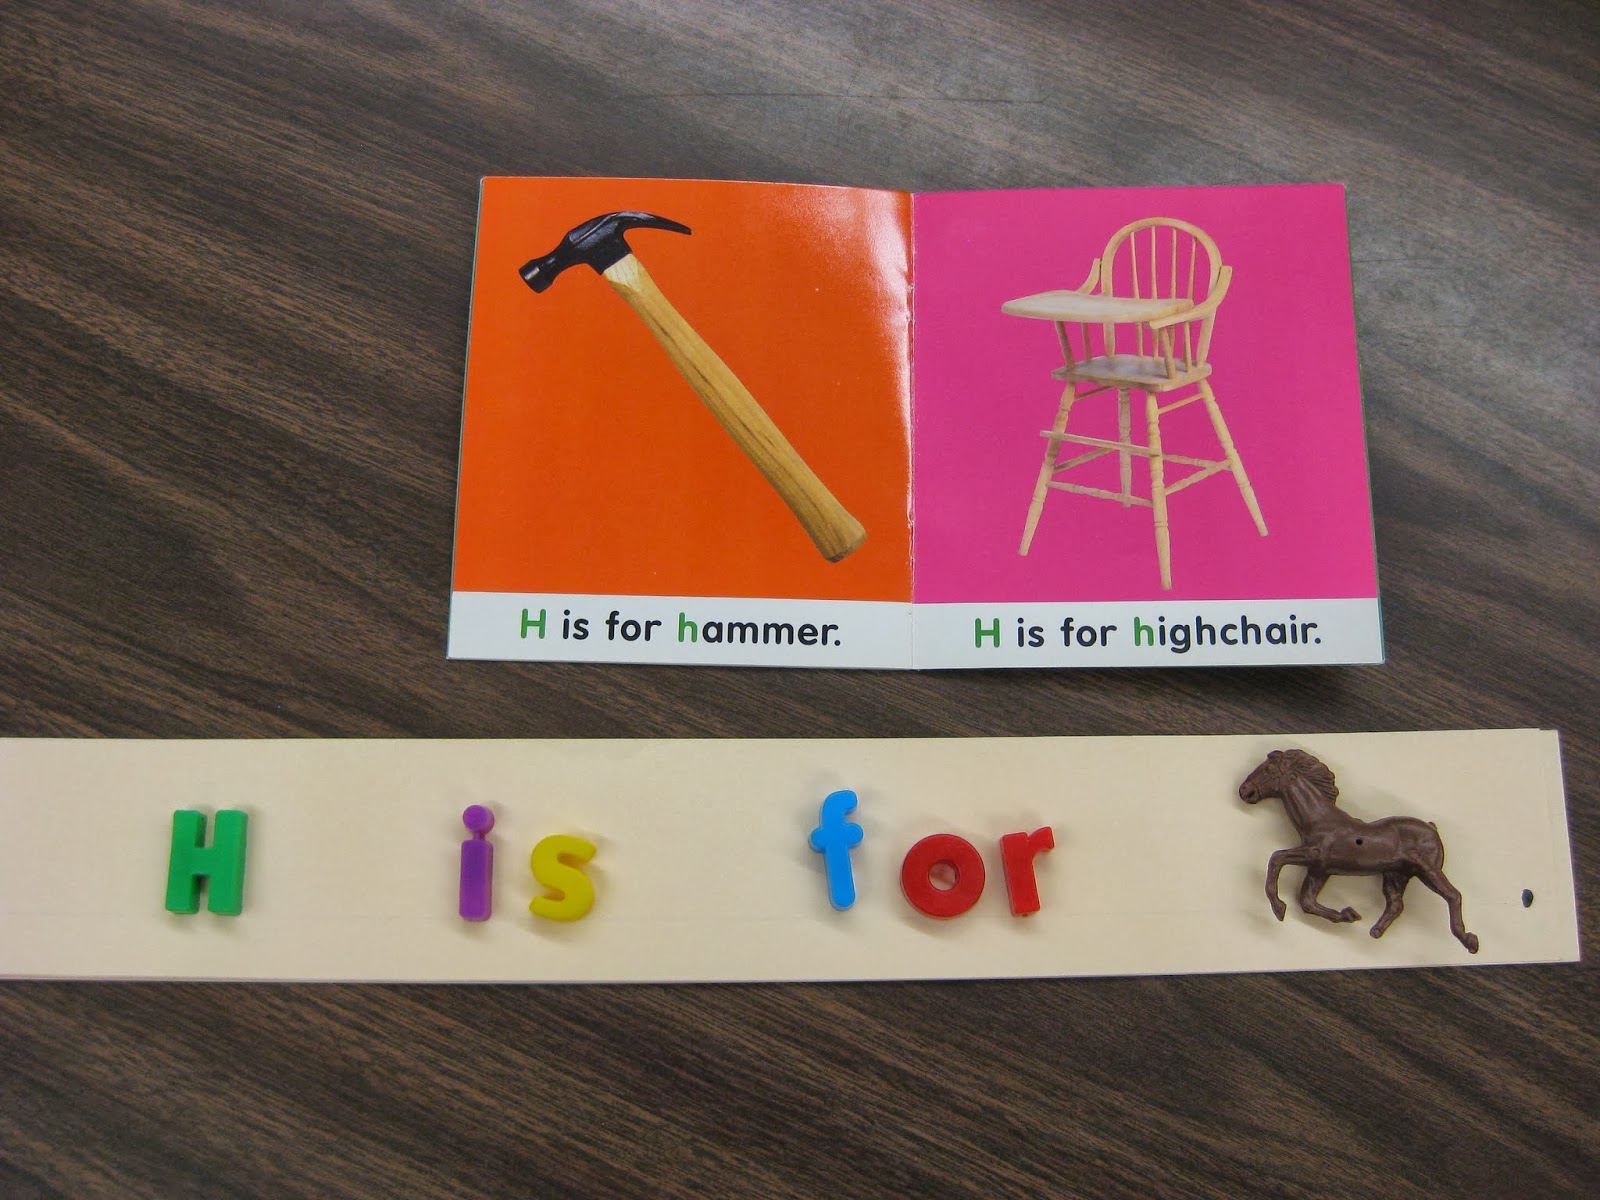 H is for hammer.
H is for highchair.
H is for .